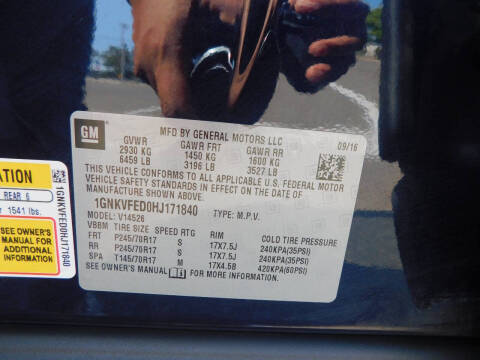 GM
MFD BY GENERAL MOTORS LLC
09/16
GVWR GAWR FRT GAWR RR
2930 KG 1450 KG 1600 KG
6459 LB 3196 LB 3527 LB
THIS VEHICLE CONFORMS TO ALL APPLICABLE U.S. FEDERAL MOTOR
VEHICLE SAFETY STANDARDS IN EFFECT ON THE DATE OF
MANUFACTURE SHOWN ABOVE.
1GNKVFED0HJ171840 TYPE: M.P.V.
MODEL: V14526
VBBM TIRE SIZE SPEED RTG RIM COLD TIRE PRESSURE
FRT P245/70R17 S 17X7.5J 240KPA(35PSI)
RR P245/70R17 S 17X7.5J 240KPA(35PSI)
SPA T145/70R17 M 17X4.5B 420KPA(60PSI)
SEE OWNER'S MANUAL FOR MORE INFORMATION.
ATION
REAR 6
1541 lbs.
SEE OWNER'S
MANUAL FOR
ADDITIONAL
INFORMATION
1GNKVFED0HJ171840